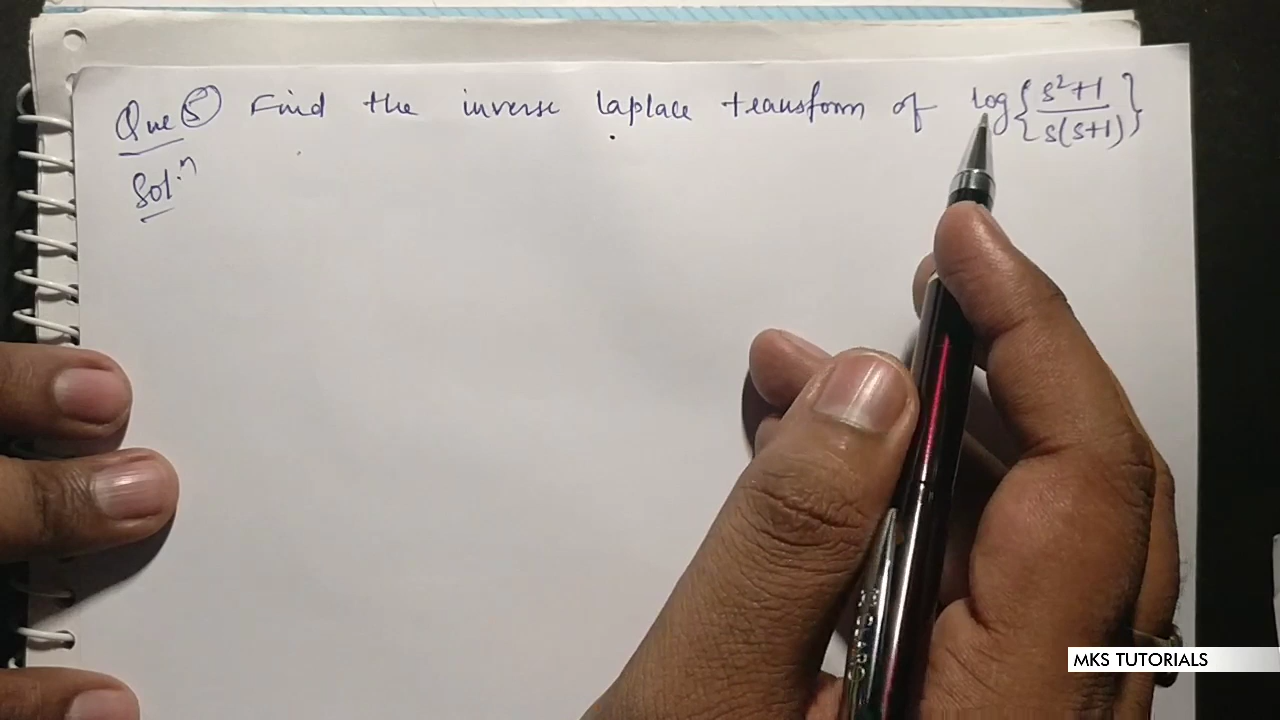 Que ⑤ Find the inverse laplace transform of log{s²+1/s(s+1)}
Sol.ⁿ
MKS TUTORIALS